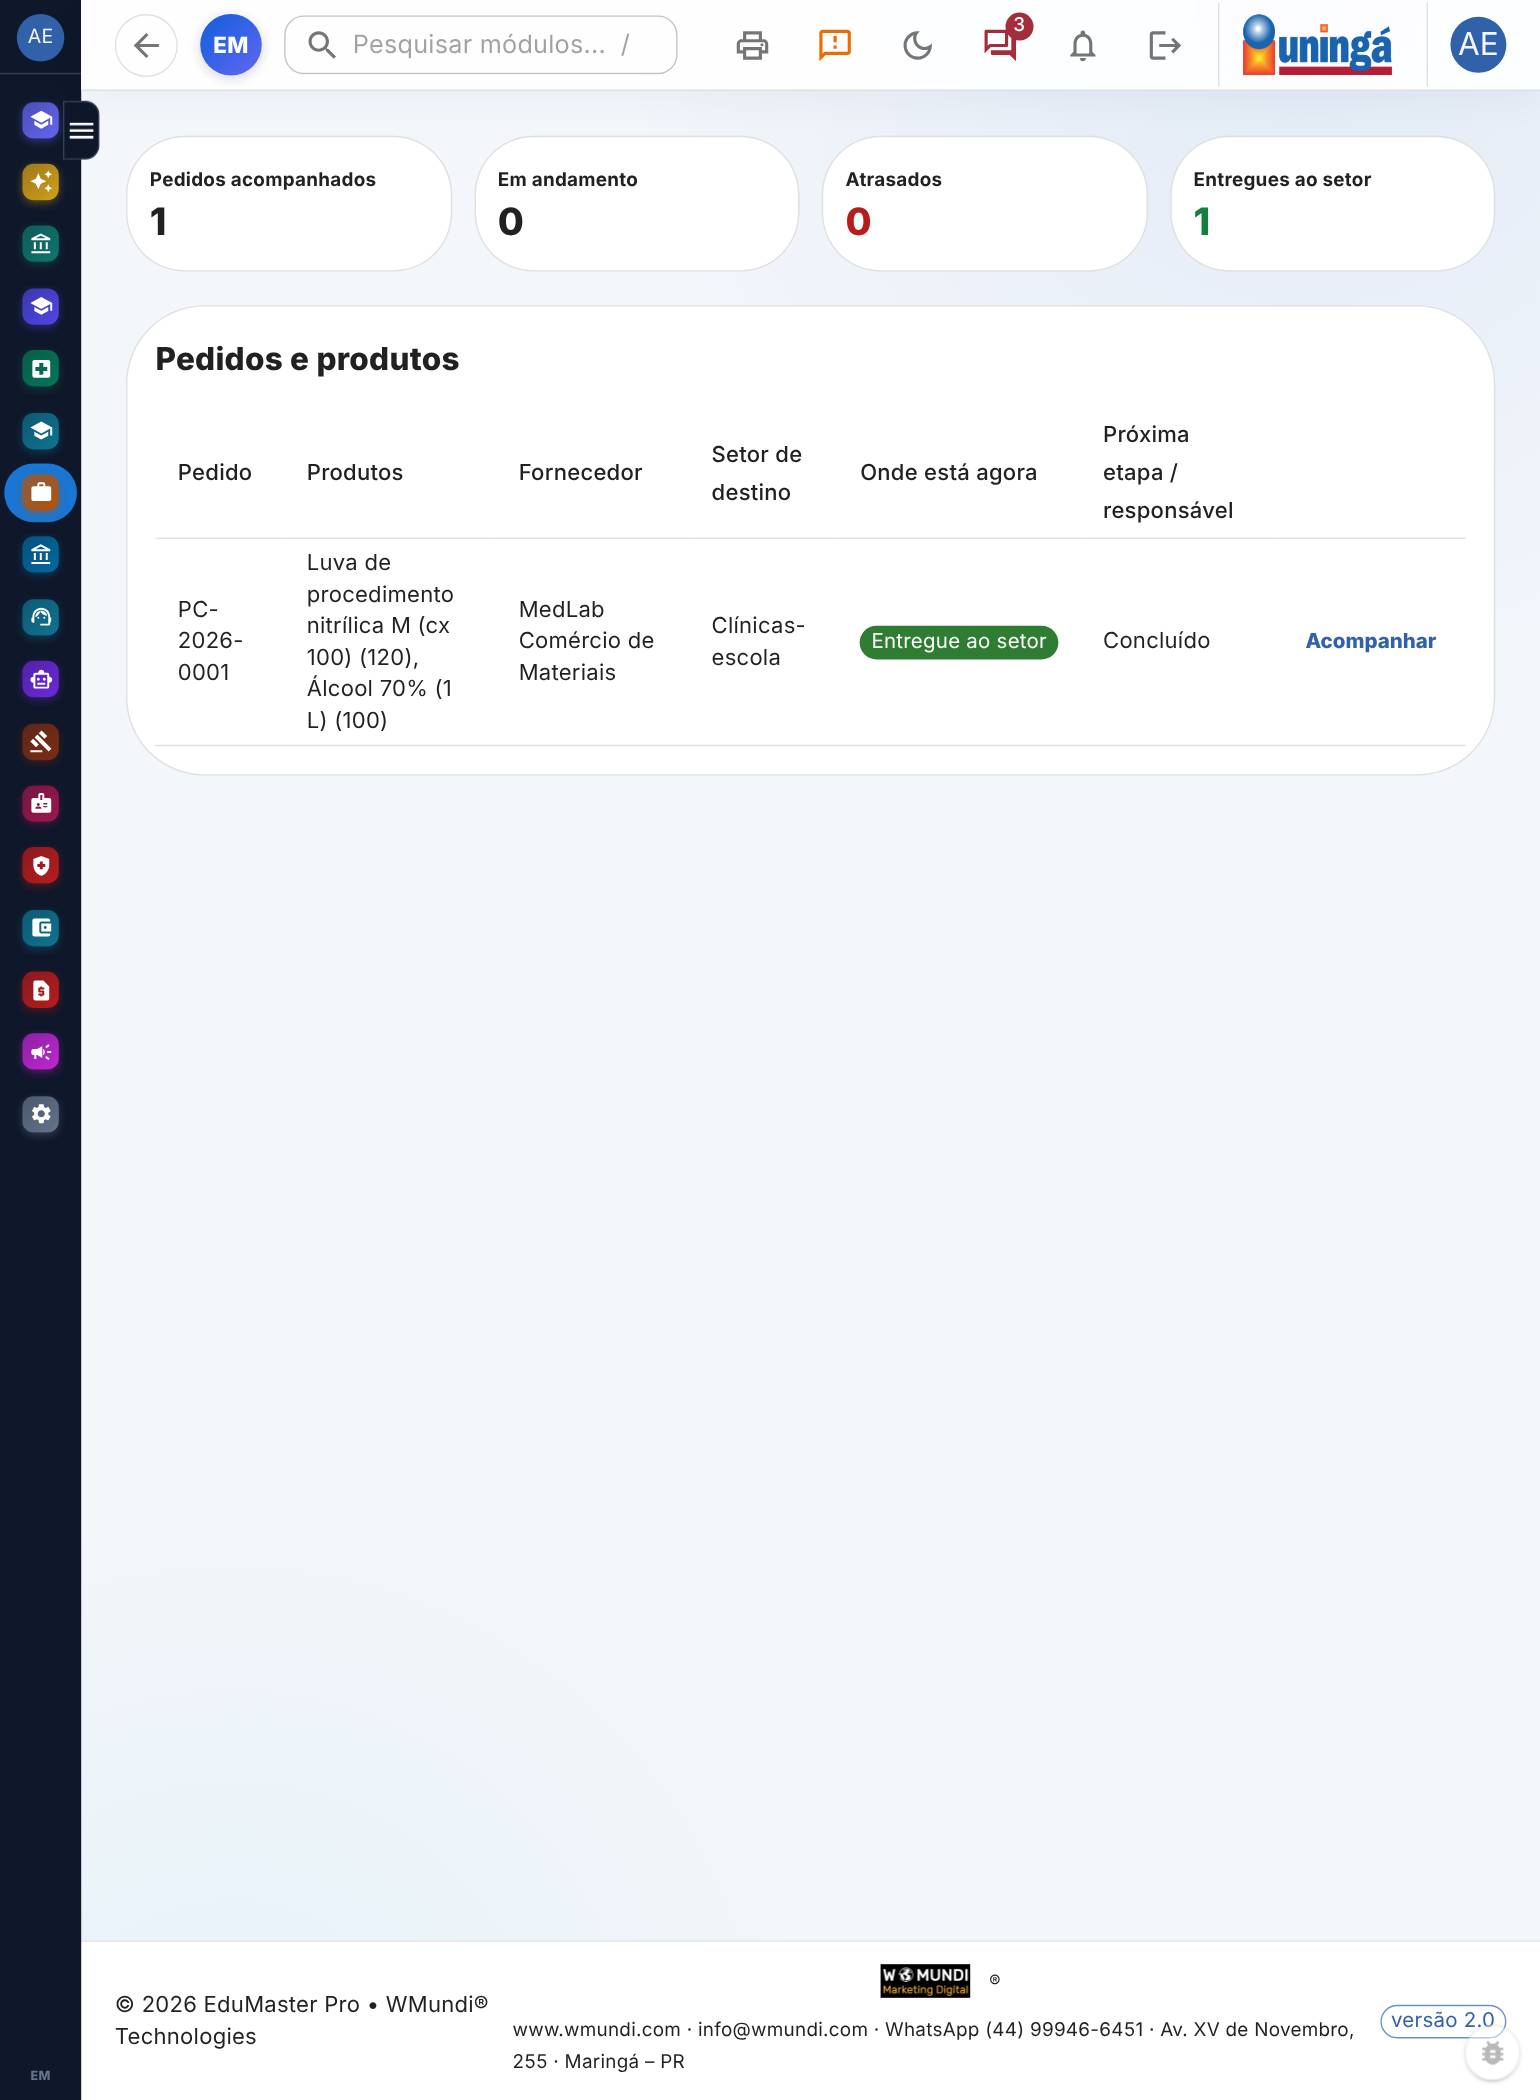 AE
EM
Pesquisar módulos... /
3
uningá
AE
Pedidos acompanhados
1
Em andamento
0
Atrasados
0
Entregues ao setor
1
Pedidos e produtos
Pedido
Produtos
Fornecedor
Setor de
destino
Onde está agora
Próxima
etapa /
responsável
PC-
2026-
0001
Luva de
procedimento
nitrílica M (cx
100) (120),
Álcool 70% (1
L) (100)
MedLab
Comércio de
Materiais
Clínicas-
escola
Entregue ao setor
Concluído
Acompanhar
© 2026 EduMaster Pro • WMundi®
Technologies
W MUNDI
Marketing Digital
®
www.wmundi.com · info@wmundi.com · WhatsApp (44) 99946-6451 · Av. XV de Novembro,
255 · Maringá – PR
versão 2.0
EM